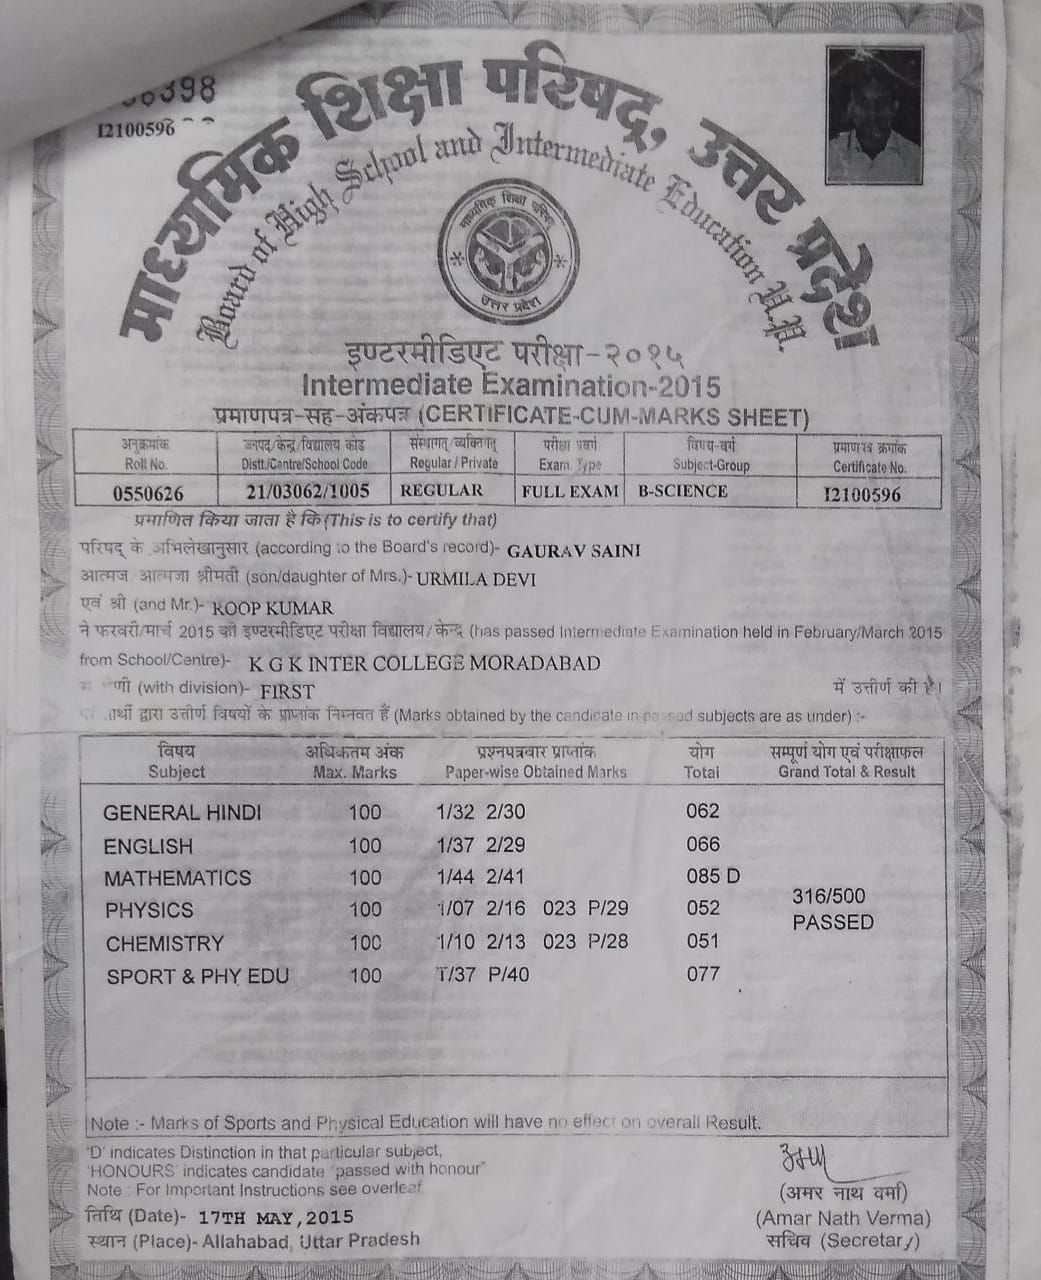 398
I2100596
माध्यमिक शिक्षा परिषद्, उत्तर प्रदेश
Board of High School and Intermediate Education U.P.
माध्यमिक शिक्षा परिषद्
उत्तर प्रदेश
इण्टरमीडिएट परीक्षा-२०१५
Intermediate Examination-2015
प्रमाणपत्र-सह-अंकपत्र (CERTIFICATE-CUM-MARKS SHEET)
अनुक्रमांक जनपद/केन्द्र/विद्यालय कोड संस्थागत्/व्यक्तिगत् परीक्षा प्रवर्ग विषय-वर्ग प्रमाणपत्र क्रमांक
Roll No. Distt./Centre/School Code Regular/Private Exam. Type Subject-Group Certificate No.
0550626 21/03062/1005 REGULAR FULL EXAM B-SCIENCE I2100596
प्रमाणित किया जाता है कि (This is to certify that)
परिषद् के अभिलेखानुसार (according to the Board's record)- GAURAV SAINI
आत्मज आत्मजा श्रीमती (son/daughter of Mrs.)- URMILA DEVI
एवं श्री (and Mr.)- ROOP KUMAR
ने फरवरी/मार्च 2015 की इण्टरमीडिएट परीक्षा विद्यालय/केन्द्र (has passed Intermediate Examination held in February/March 2015
from School/Centre)- K G K INTER COLLEGE MORADABAD
(with division)- FIRST में उत्तीर्ण की है।
द्वारा उत्तीर्ण विषयों के प्राप्तांक निम्नवत हैं (Marks obtained by the candidate in passed subjects are as under) :-
विषय अधिकतम अंक प्रश्नपत्रवार प्राप्तांक योग सम्पूर्ण योग एवं परीक्षाफल
Subject Max. Marks Paper-wise Obtained Marks Total Grand Total & Result
GENERAL HINDI 100 1/32 2/30 062
ENGLISH 100 1/37 2/29 066
MATHEMATICS 100 1/44 2/41 085 D
316/500
PHYSICS 100 1/07 2/16 023 P/29 052
PASSED
CHEMISTRY 100 1/10 2/13 023 P/28 051
SPORT & PHY EDU 100 T/37 P/40 077
Note :- Marks of Sports and Physical Education will have no effect on overall Result.
'D' indicates Distinction in that particular subject,
'HONOURS' indicates candidate "passed with honour"
Note : For Important Instructions see overleaf
तिथि (Date)- 17TH MAY,2015
स्थान (Place)- Allahabad, Uttar Pradesh
(अमर नाथ वर्मा)
(Amar Nath Verma)
सचिव (Secretary)